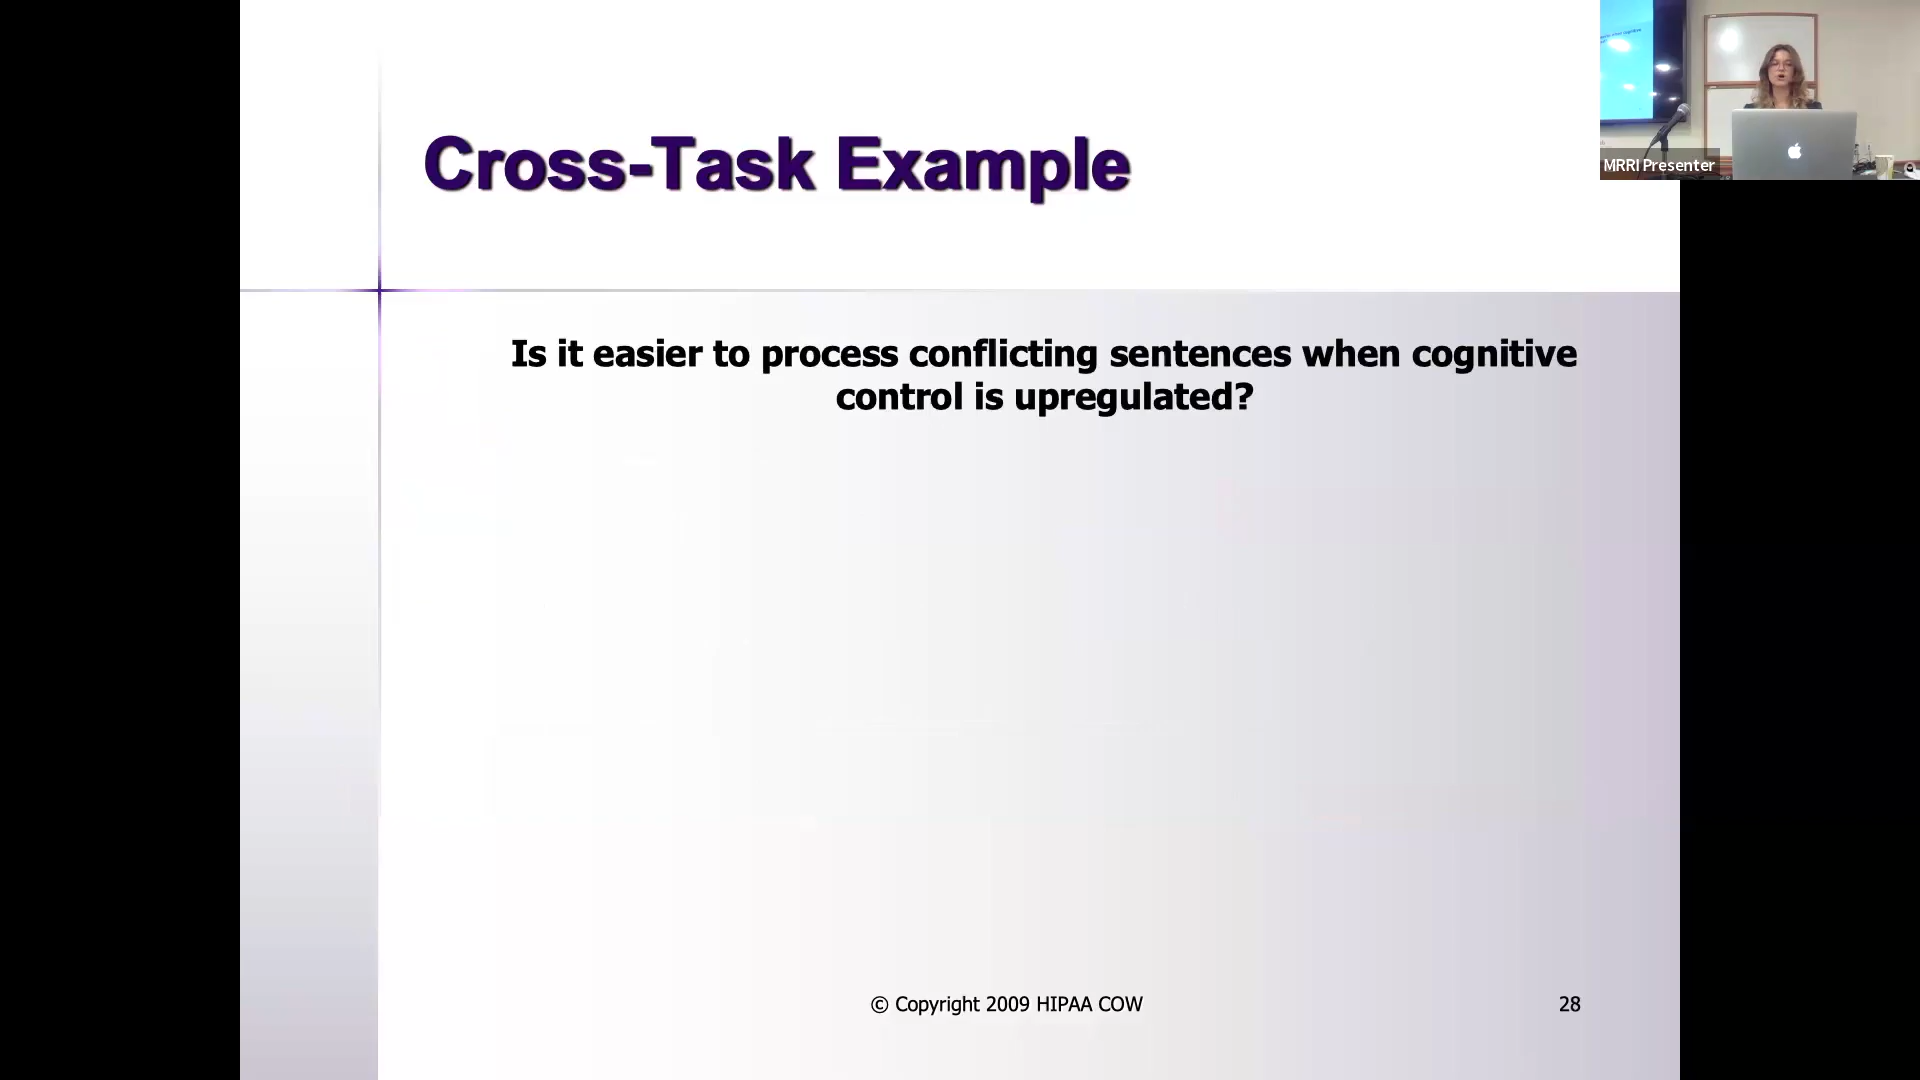 Cross-Task Example
MRRI Presenter
Is it easier to process conflicting sentences when cognitive
control is upregulated?
© Copyright 2009 HIPAA COW
28